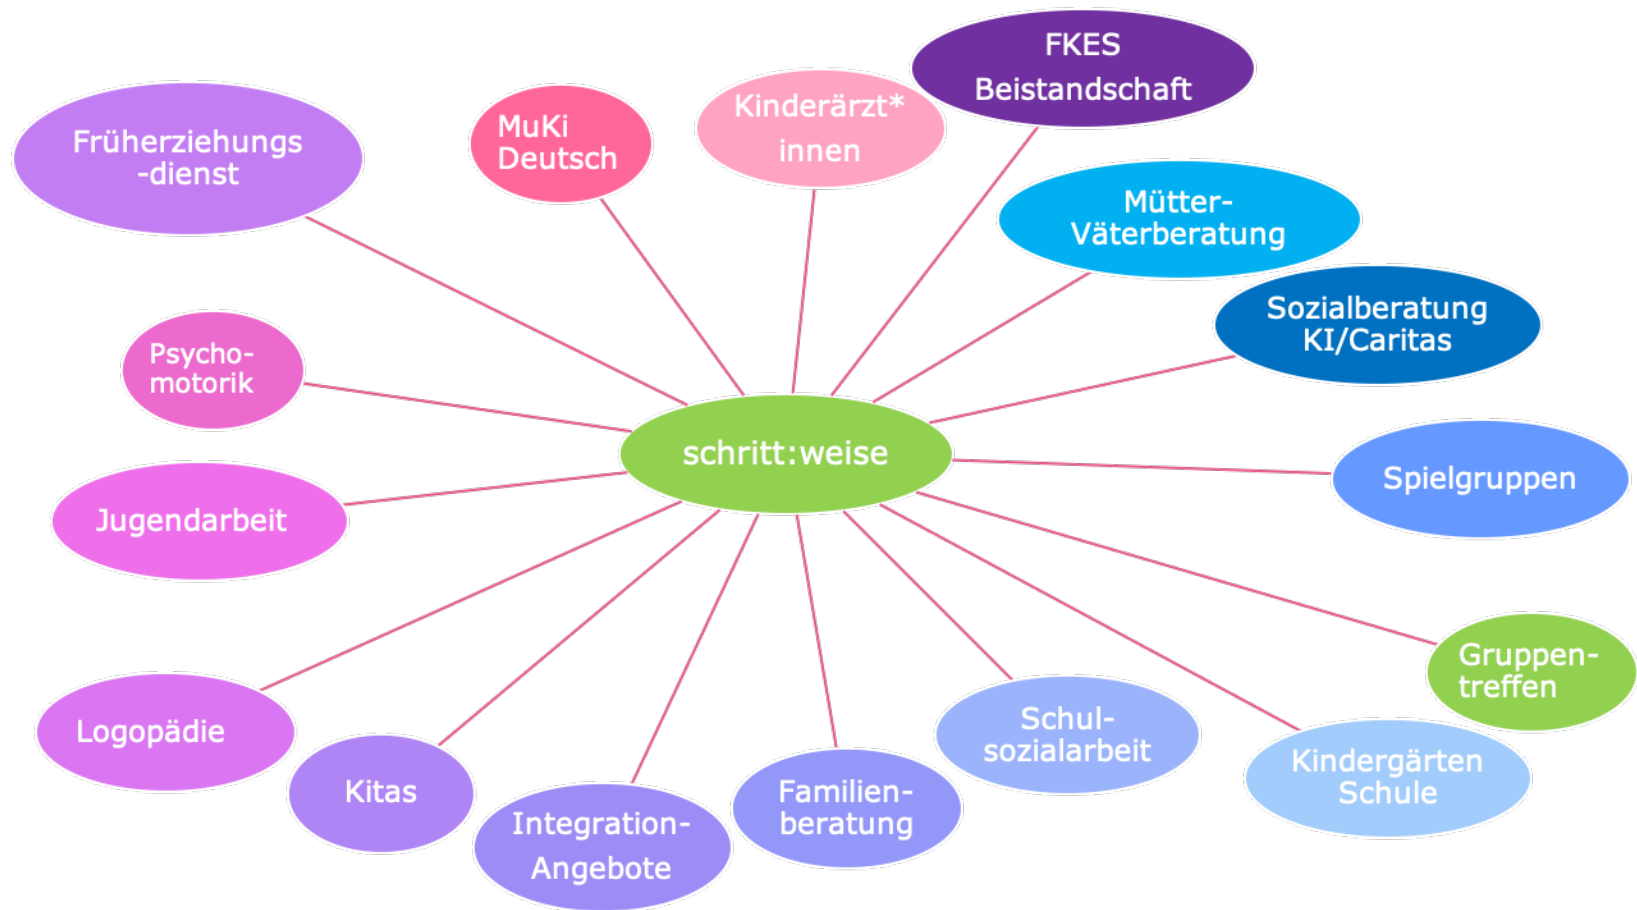 FKES
Beistandschaft
Kinderärzt*
innen
MuKi
Deutsch
Früherziehungs
-dienst
Mütter-
Väterberatung
Sozialberatung
KI/Caritas
Psycho-
motorik
schritt:weise
Spielgruppen
Jugendarbeit
Gruppen-
treffen
Logopädie
Schul-
sozialarbeit
Kindergärten
Schule
Kitas
Familien-
beratung
Integration-
Angebote